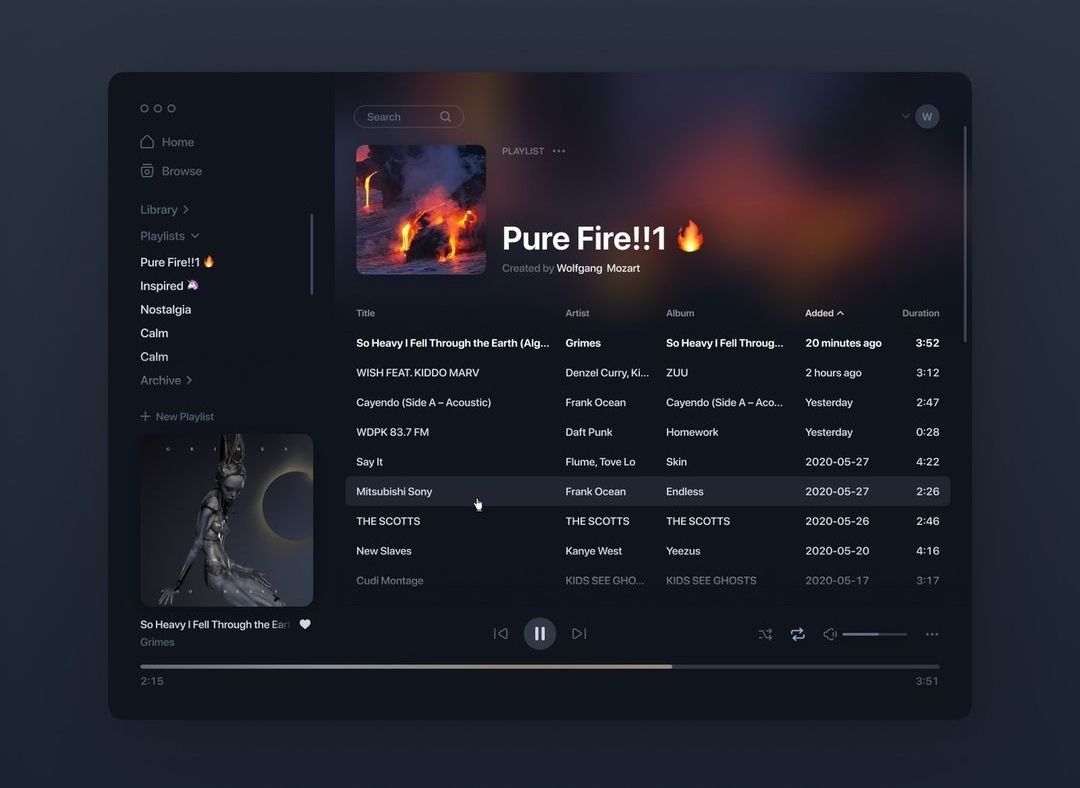 Home
Browse
Library
Playlists
Pure Fire!!1 🔥
Inspired 🦄
Nostalgia
Calm
Calm
Archive
New Playlist
G R I M E S
So Heavy I Fell Through the Ear
Grimes
Search
W
PLAYLIST
Pure Fire!!1 🔥
Created by Wolfgang Mozart
Title Artist Album Added Duration
So Heavy I Fell Through the Earth (Alg... Grimes So Heavy I Fell Throug... 20 minutes ago 3:52
WISH FEAT. KIDDO MARV Denzel Curry, Ki... ZUU 2 hours ago 3:12
Cayendo (Side A – Acoustic) Frank Ocean Cayendo (Side A – Aco... Yesterday 2:47
WDPK 83.7 FM Daft Punk Homework Yesterday 0:28
Say It Flume, Tove Lo Skin 2020-05-27 4:22
Mitsubishi Sony Frank Ocean Endless 2020-05-27 2:26
THE SCOTTS THE SCOTTS THE SCOTTS 2020-05-26 2:46
New Slaves Kanye West Yeezus 2020-05-20 4:16
Cudi Montage KIDS SEE GHO... KIDS SEE GHOSTS 2020-05-17 3:17
2:15 3:51